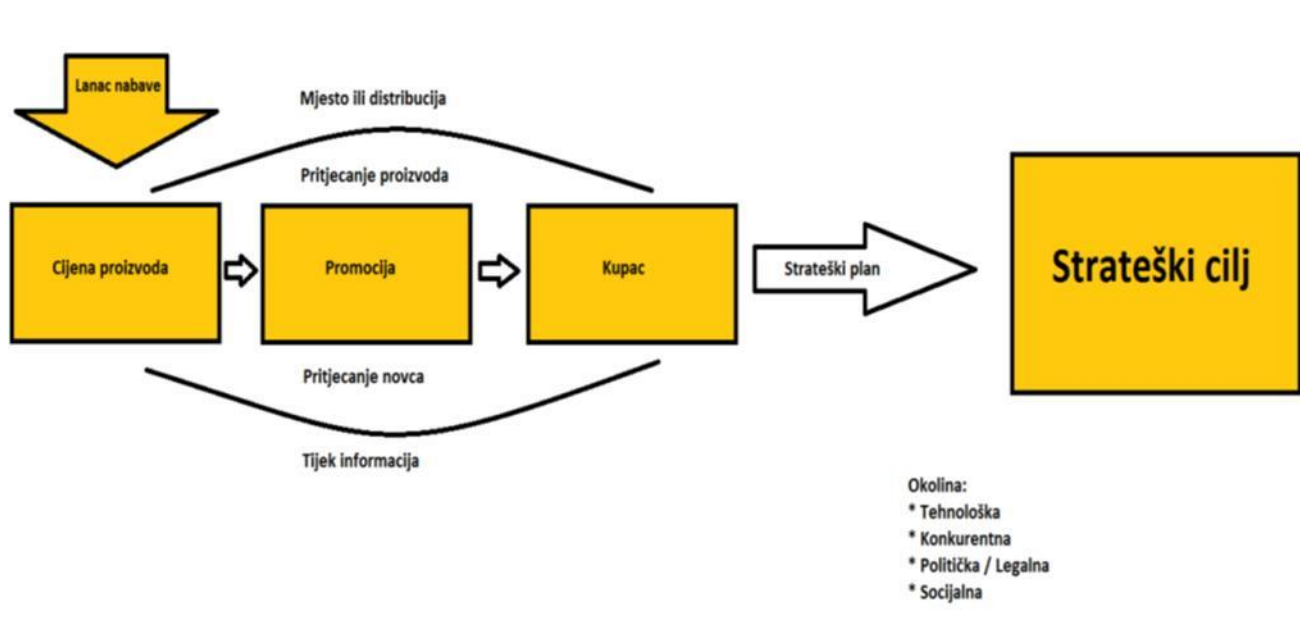 Lanac nabave
Mjesto ili distribucija
Pritjecanje proizvoda
Cijena proizvoda
Promocija
Kupac
Strateški plan
Strateški cilj
Pritjecanje novca
Tijek informacija
Okolina:
* Tehnološka
* Konkurentna
* Politička / Legalna
* Socijalna